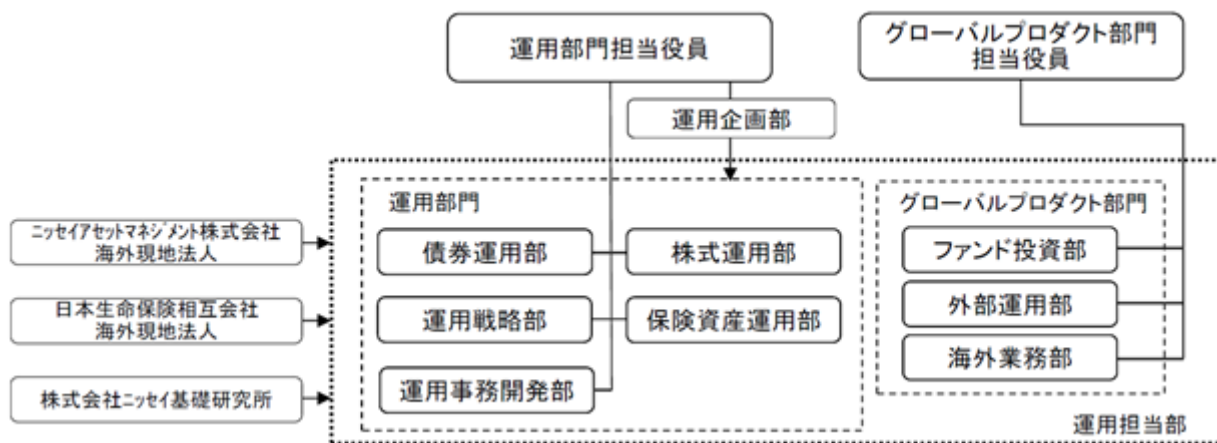 運用部門担当役員
グローバルプロダクト部門
担当役員
運用企画部
運用部門
グローバルプロダクト部門
ニッセイアセットマネジメント株式会社
海外現地法人
債券運用部
株式運用部
ファンド投資部
日本生命保険相互会社
海外現地法人
運用戦略部
保険資産運用部
外部運用部
海外業務部
株式会社ニッセイ基礎研究所
運用事務開発部
運用担当部